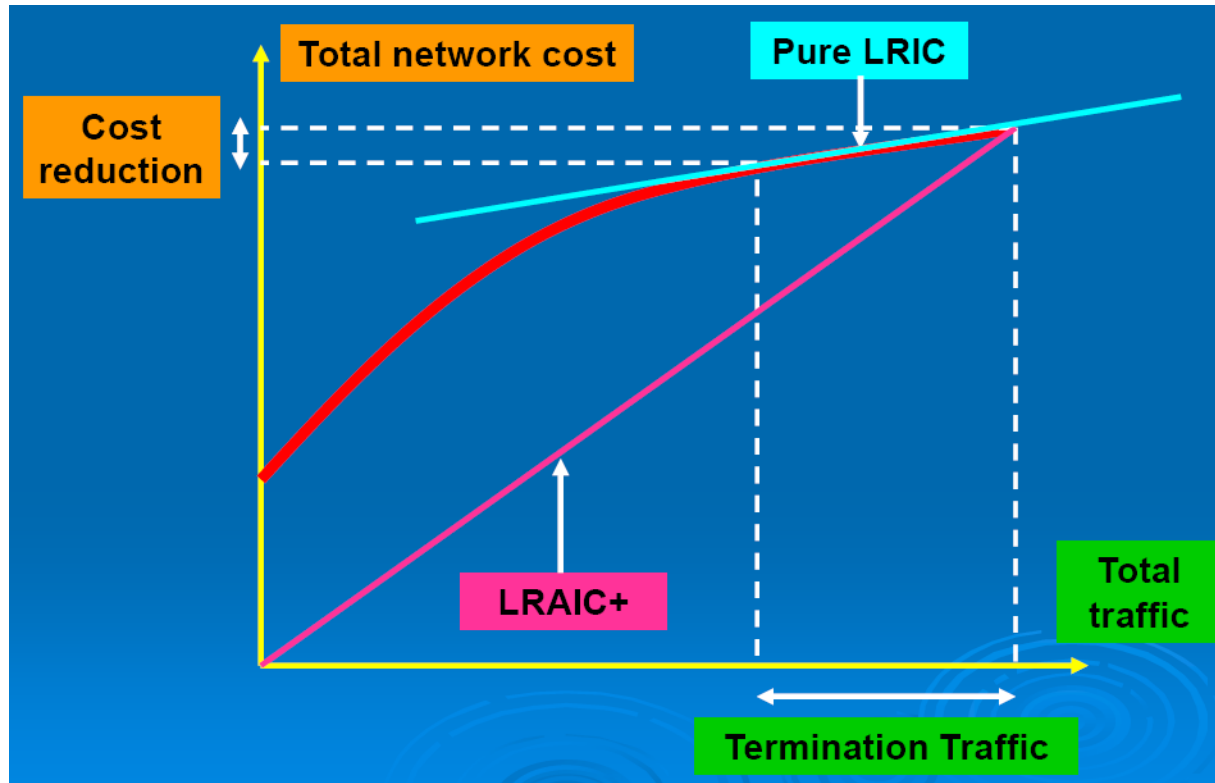 Total network cost
Pure LRIC
Cost
reduction
LRAIC+
Total
traffic
Termination Traffic